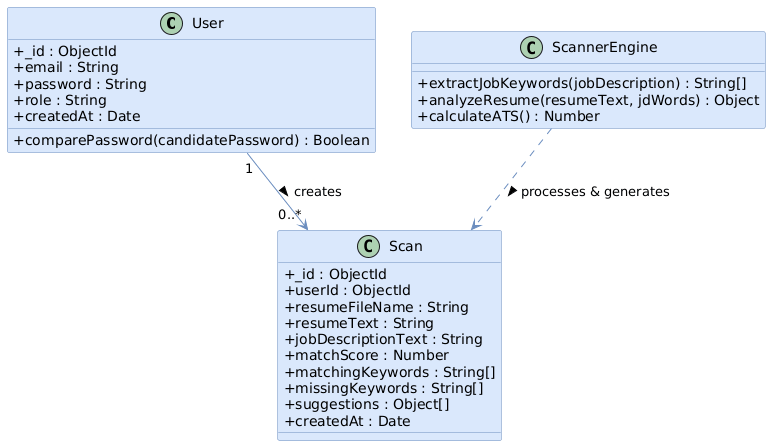 C User
+_id : ObjectId
+email : String
+password : String
+role : String
+createdAt : Date
+comparePassword(candidatePassword) : Boolean
C ScannerEngine
+extractJobKeywords(jobDescription) : String[]
+analyzeResume(resumeText, jdWords) : Object
+calculateATS() : Number
1
creates
0..*
processes & generates
C Scan
+_id : ObjectId
+userId : ObjectId
+resumeFileName : String
+resumeText : String
+jobDescriptionText : String
+matchScore : Number
+matchingKeywords : String[]
+missingKeywords : String[]
+suggestions : Object[]
+createdAt : Date